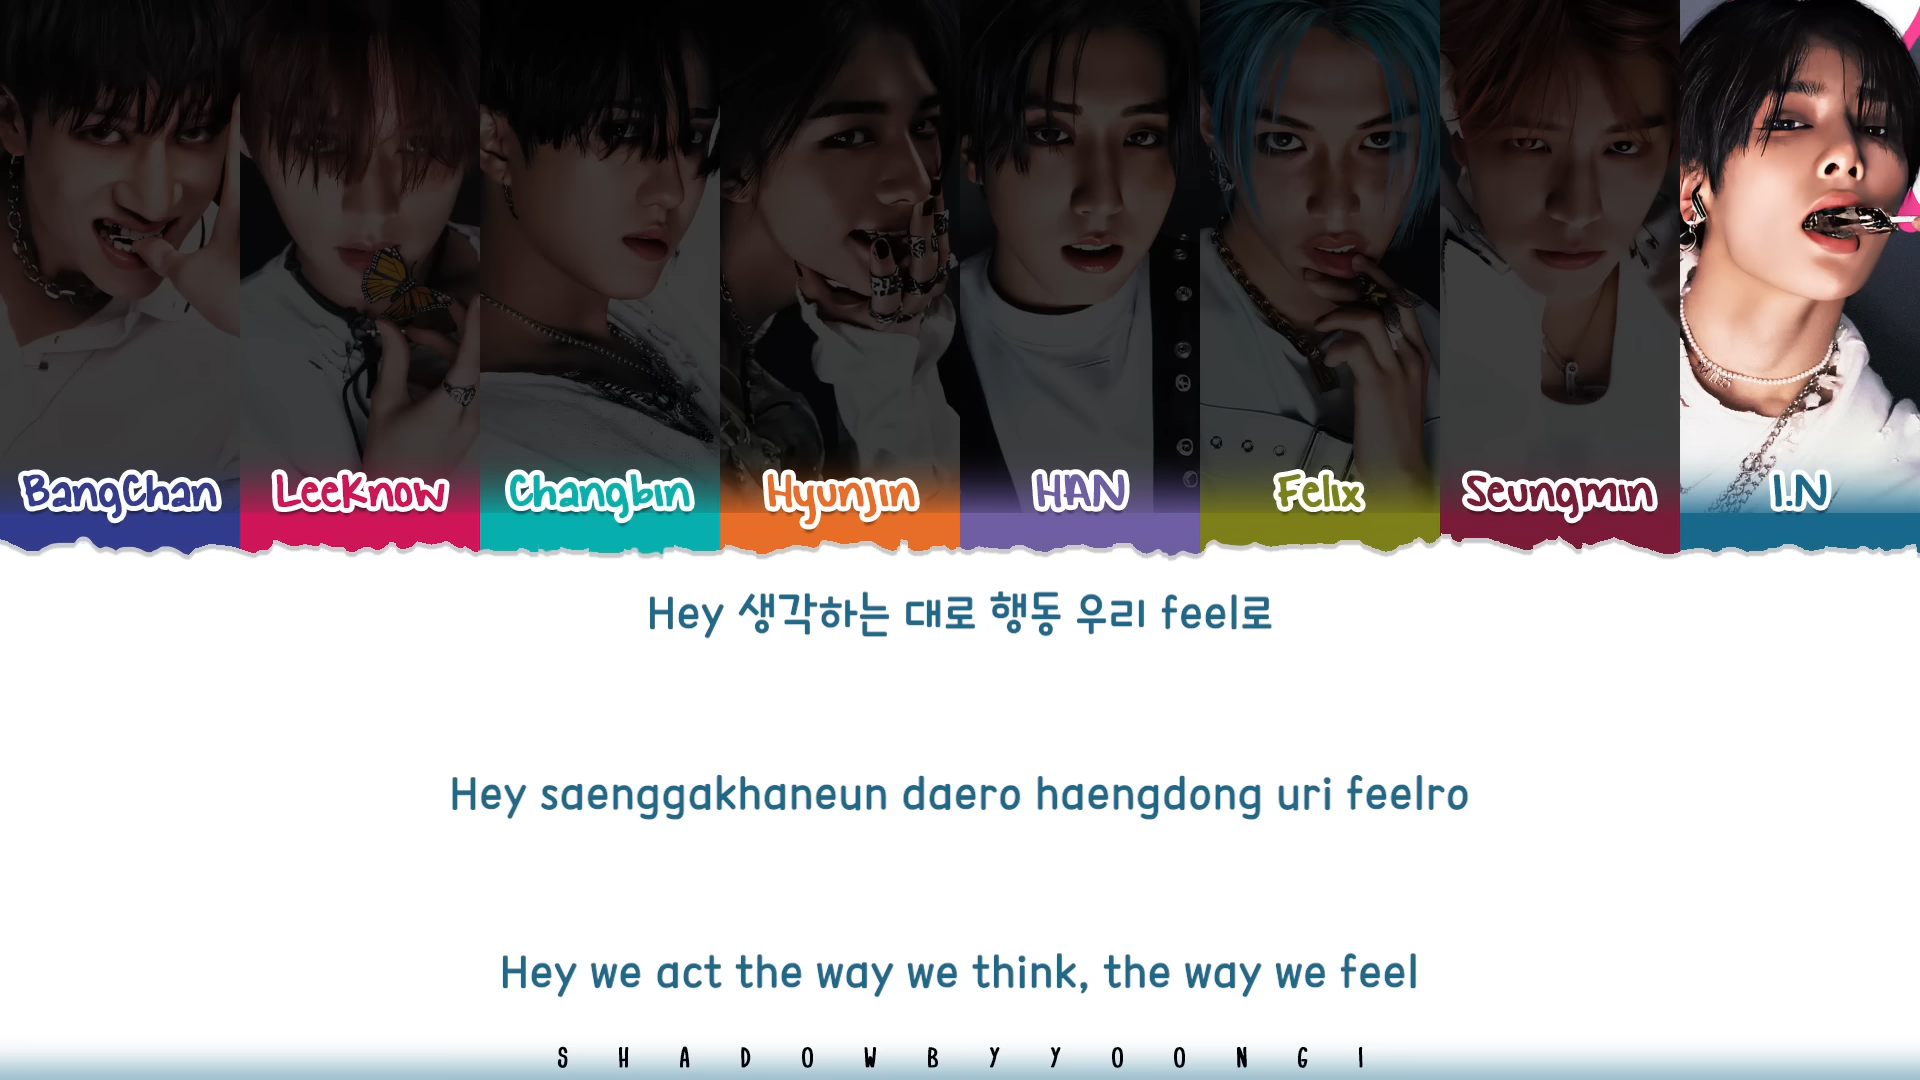 BangChan LeeKnow Changbin Hyunjin HAN Felix Seungmin I.N
Hey 생각하는 대로 행동 우리 feel로
Hey saenggakhaneun daero haengdong uri feelro
Hey we act the way we think, the way we feel
SHADOWBYYOONGI